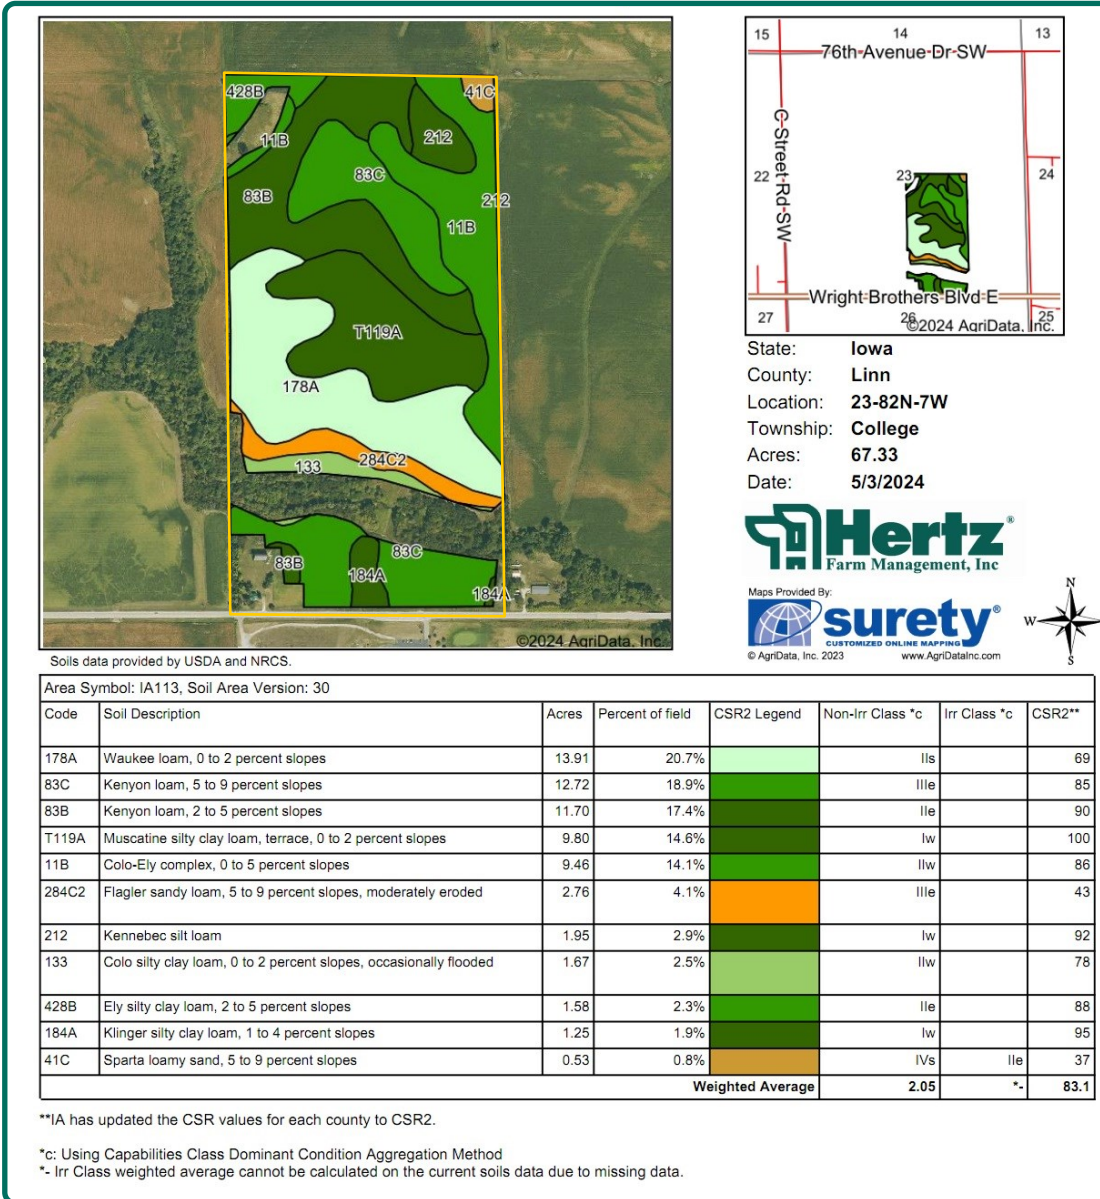 428B
41C
11B
212
83C
83B
212
11B
T119A
178A
284C2
133
83C
83B
184A
184A
©2024 AgriData, Inc.
Soils data provided by USDA and NRCS.
15 14 13
76th Avenue Dr SW
C Street Rd SW
22 23 24
Wright Brothers Blvd E
27 26 25
©2024 AgriData, Inc.
State: Iowa
County: Linn
Location: 23-82N-7W
Township: College
Acres: 67.33
Date: 5/3/2024
Hertz®
Farm Management, Inc
Maps Provided By:
surety®
CUSTOMIZED ONLINE MAPPING
© AgriData, Inc. 2023 www.AgriDataInc.com
N
W E
S
Area Symbol: IA113, Soil Area Version: 30
Code Soil Description Acres Percent of field CSR2 Legend Non-Irr Class *c Irr Class *c CSR2**
178A Waukee loam, 0 to 2 percent slopes 13.91 20.7% IIs 69
83C Kenyon loam, 5 to 9 percent slopes 12.72 18.9% IIIe 85
83B Kenyon loam, 2 to 5 percent slopes 11.70 17.4% IIe 90
T119A Muscatine silty clay loam, terrace, 0 to 2 percent slopes 9.80 14.6% Iw 100
11B Colo-Ely complex, 0 to 5 percent slopes 9.46 14.1% IIw 86
284C2 Flagler sandy loam, 5 to 9 percent slopes, moderately eroded 2.76 4.1% IIIe 43
212 Kennebec silt loam 1.95 2.9% Iw 92
133 Colo silty clay loam, 0 to 2 percent slopes, occasionally flooded 1.67 2.5% IIw 78
428B Ely silty clay loam, 2 to 5 percent slopes 1.58 2.3% IIe 88
184A Klinger silty clay loam, 1 to 4 percent slopes 1.25 1.9% Iw 95
41C Sparta loamy sand, 5 to 9 percent slopes 0.53 0.8% IVs IIe 37
Weighted Average 2.05 *- 83.1
**IA has updated the CSR values for each county to CSR2.
*c: Using Capabilities Class Dominant Condition Aggregation Method
*- Irr Class weighted average cannot be calculated on the current soils data due to missing data.